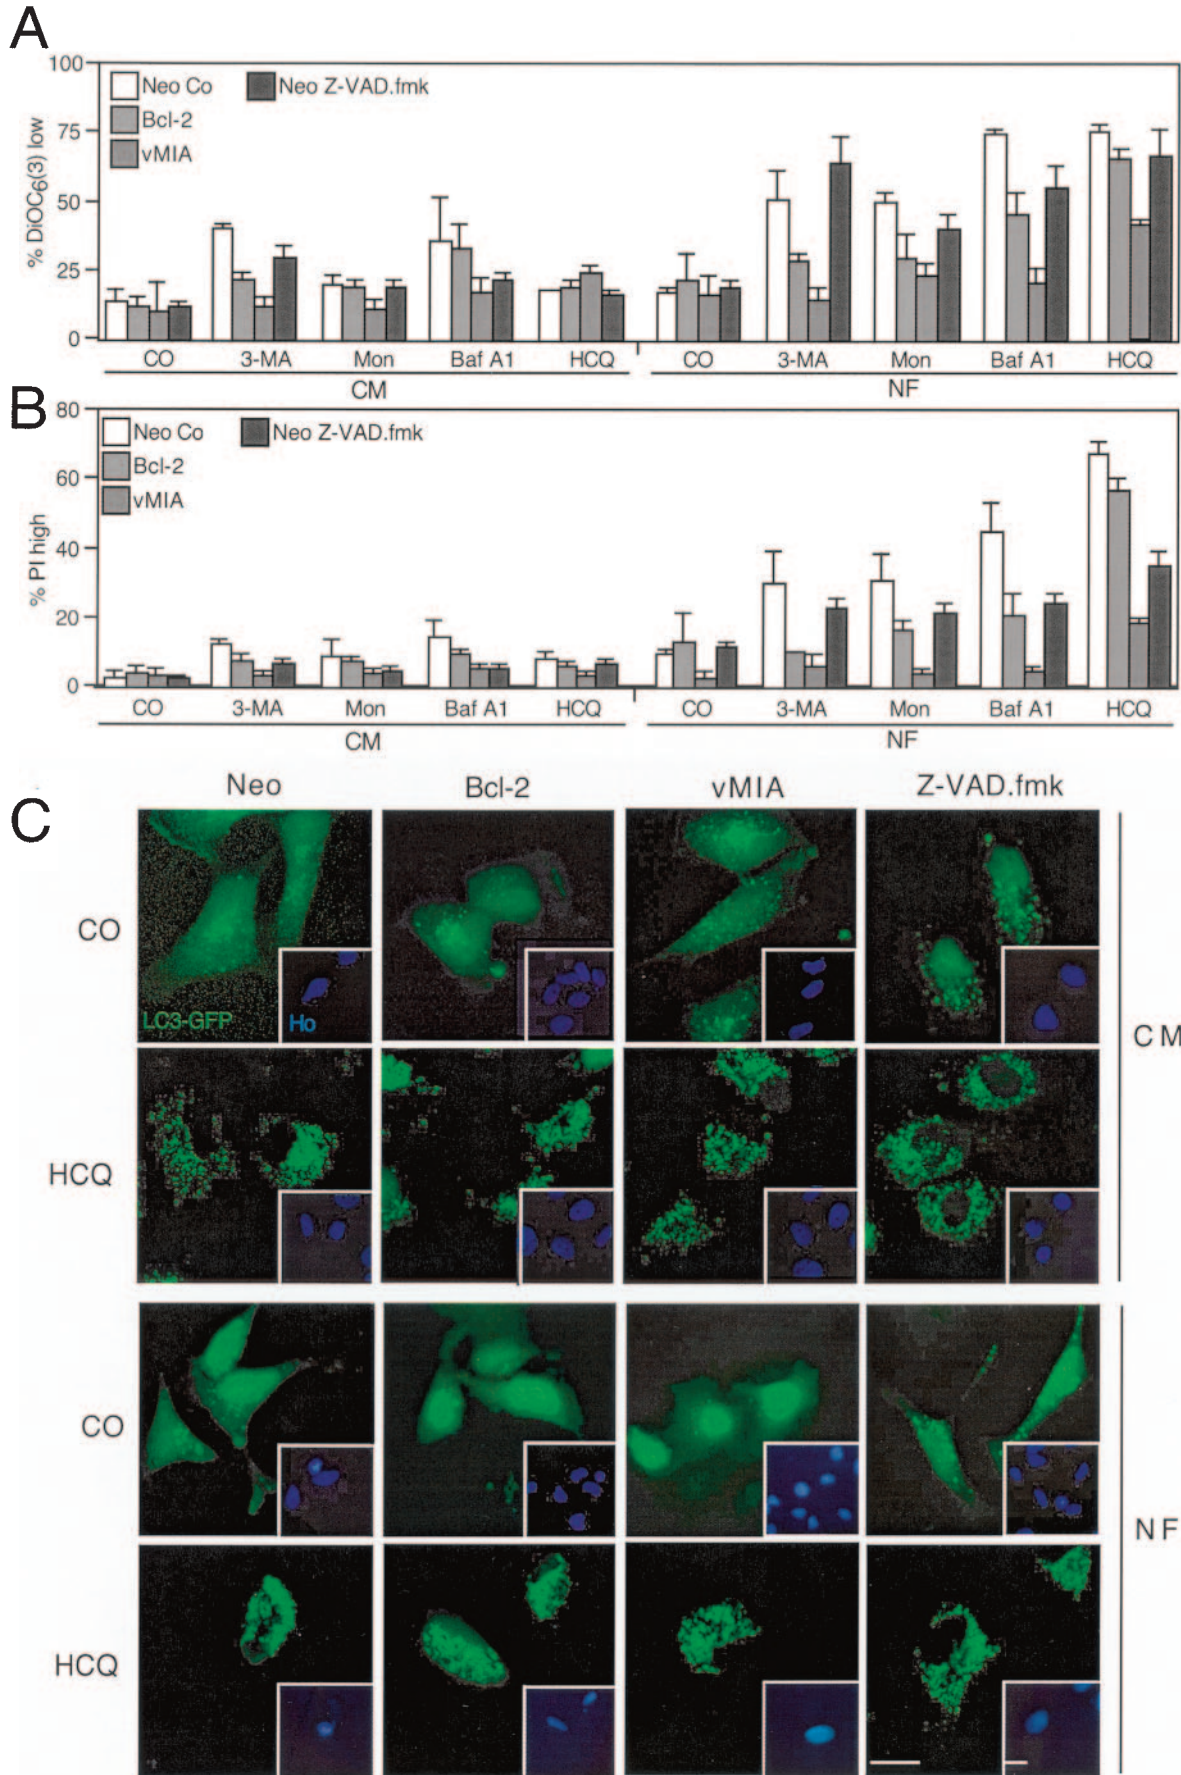 A
100
75
50
25
0
% DiOC6(3) low
Neo Co
Neo Z-VAD.fmk
Bcl-2
vMIA
CO 3-MA Mon Baf A1 HCQ CO 3-MA Mon Baf A1 HCQ
CM NF
B
80
60
40
20
0
% PI high
Neo Co
Neo Z-VAD.fmk
Bcl-2
vMIA
CO 3-MA Mon Baf A1 HCQ CO 3-MA Mon Baf A1 HCQ
CM NF
C
Neo Bcl-2 vMIA Z-VAD.fmk
CO
LC3-GFP
Ho
CM
HCQ
CO
NF
HCQ